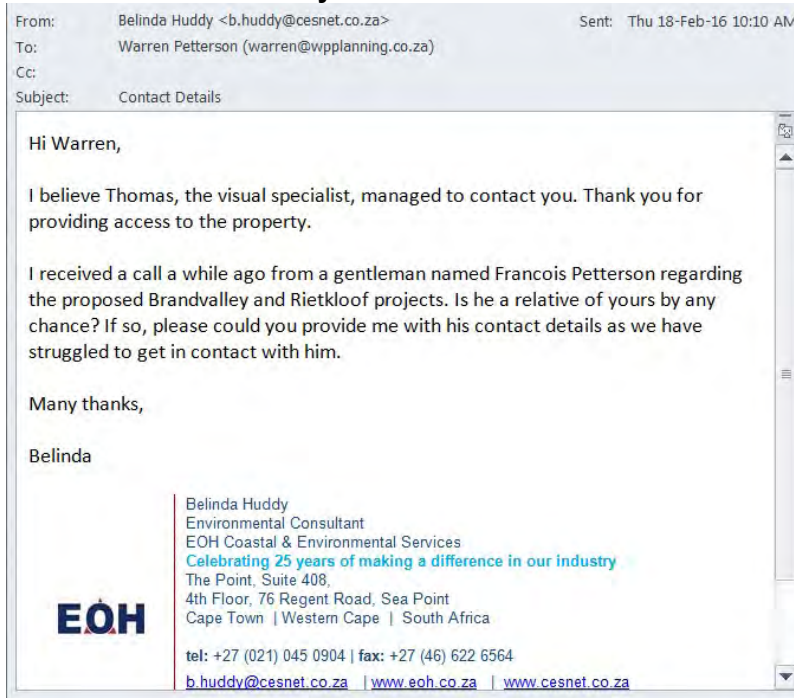 From: Belinda Huddy <b.huddy@cesnet.co.za> Sent: Thu 18-Feb-16 10:10 AM
To: Warren Petterson (warren@wpplanning.co.za)
Cc:
Subject: Contact Details
Hi Warren,
I believe Thomas, the visual specialist, managed to contact you. Thank you for
providing access to the property.
I received a call a while ago from a gentleman named Francois Petterson regarding
the proposed Brandvalley and Rietkloof projects. Is he a relative of yours by any
chance? If so, please could you provide me with his contact details as we have
struggled to get in contact with him.
Many thanks,
Belinda
Belinda Huddy
Environmental Consultant
EOH Coastal & Environmental Services
Celebrating 25 years of making a difference in our industry
The Point, Suite 408,
4th Floor, 76 Regent Road, Sea Point
Cape Town | Western Cape | South Africa
EOH
tel: +27 (021) 045 0904 | fax: +27 (46) 622 6564
b.huddy@cesnet.co.za | www.eoh.co.za | www.cesnet.co.za